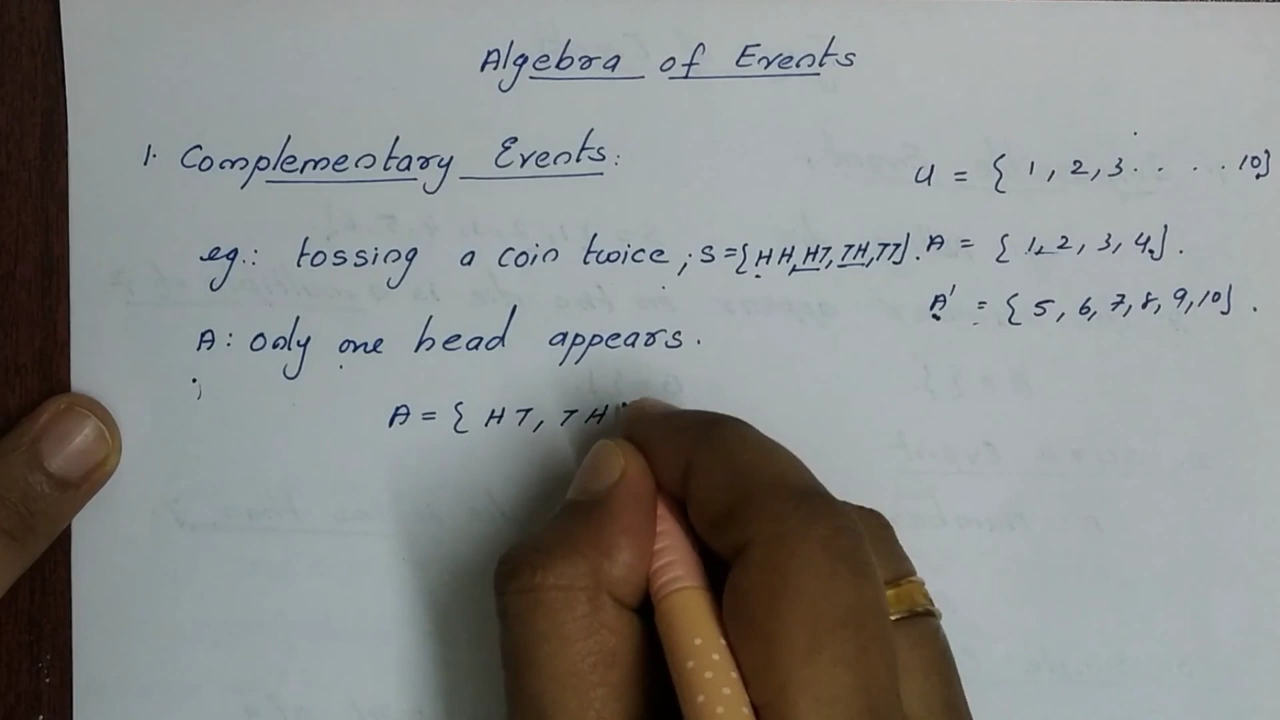 Algebra of Events
1. Complementary Events:
U = { 1, 2, 3. . . . . 10}
eg.: tossing a coin twice ; S={HH, HT, TH, TT}.
A = { 1, 2, 3, 4}.
A' = { 5, 6, 7, 8, 9, 10} .
A : only one head appears.
;
A = { HT, TH